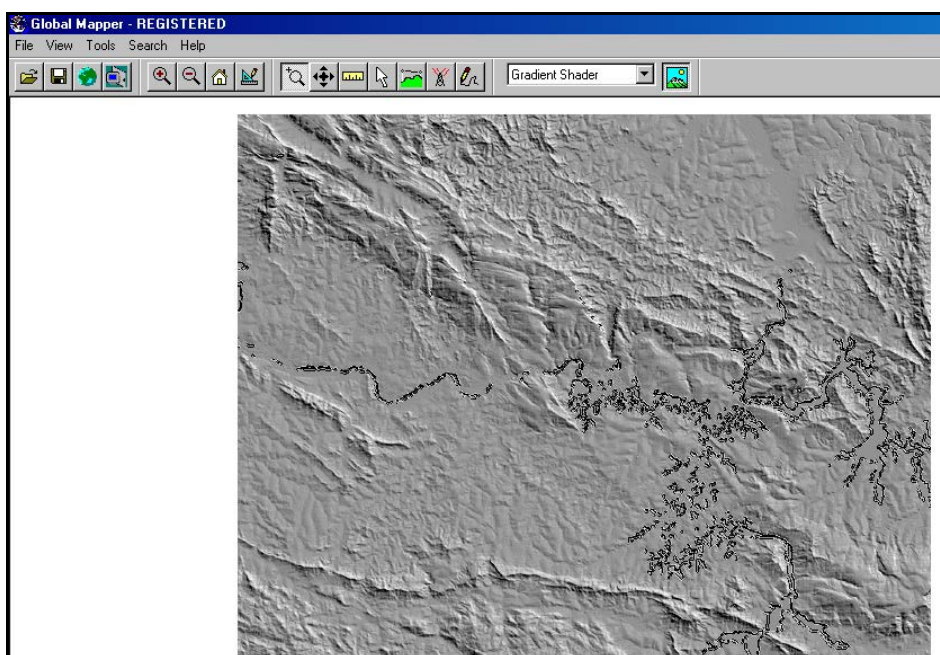 Global Mapper - REGISTERED
File View Tools Search Help
Gradient Shader